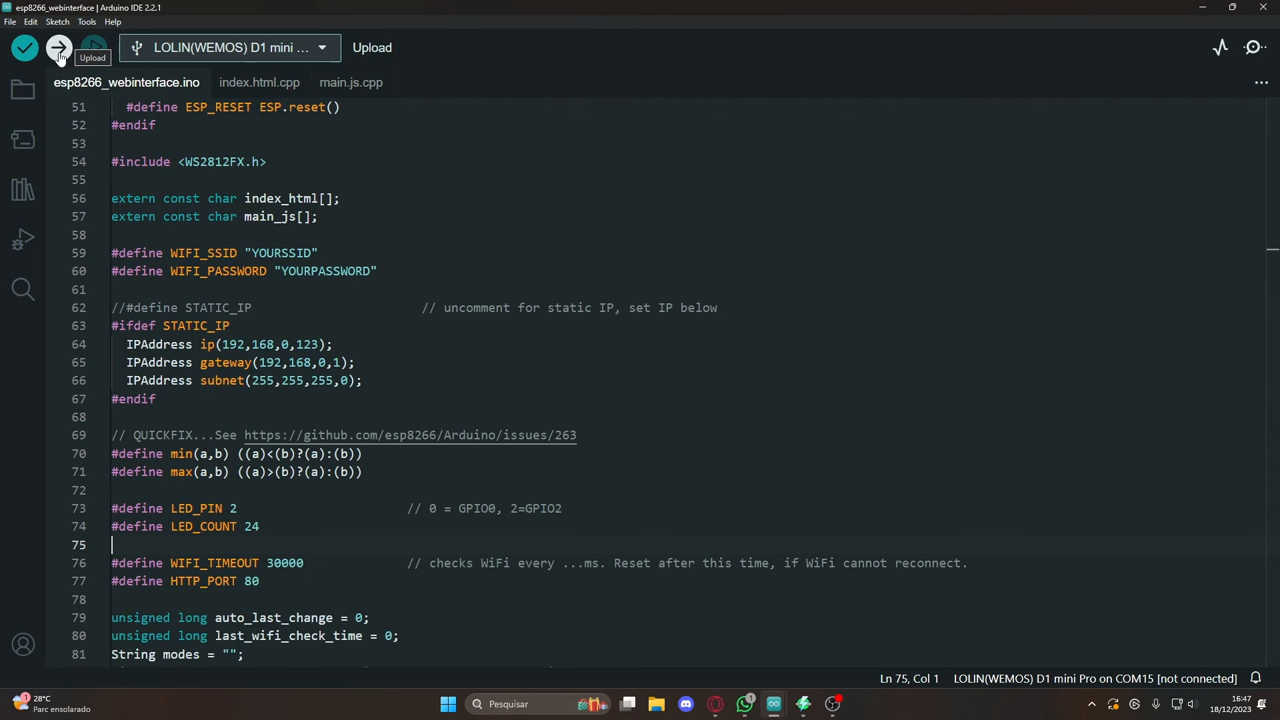 esp8266_webinterface | Arduino IDE 2.2.1
File Edit Sketch Tools Help
LOLIN(WEMOS) D1 mini ... Upload
Upload
esp8266_webinterface.ino index.html.cpp main.js.cpp
51 #define ESP_RESET ESP.reset()
52 #endif
53
54 #include <WS2812FX.h>
55
56 extern const char index_html[];
57 extern const char main_js[];
58
59 #define WIFI_SSID "YOURSSID"
60 #define WIFI_PASSWORD "YOURPASSWORD"
61
62 //#define STATIC_IP // uncomment for static IP, set IP below
63 #ifdef STATIC_IP
64 IPAddress ip(192,168,0,123);
65 IPAddress gateway(192,168,0,1);
66 IPAddress subnet(255,255,255,0);
67 #endif
68
69 // QUICKFIX...See https://github.com/esp8266/Arduino/issues/263
70 #define min(a,b) ((a)<(b)?(a):(b))
71 #define max(a,b) ((a)>(b)?(a):(b))
72
73 #define LED_PIN 2 // 0 = GPIO0, 2=GPIO2
74 #define LED_COUNT 24
75
76 #define WIFI_TIMEOUT 30000 // checks WiFi every ...ms. Reset after this time, if WiFi cannot reconnect.
77 #define HTTP_PORT 80
78
79 unsigned long auto_last_change = 0;
80 unsigned long last_wifi_check_time = 0;
81 String modes = "";
Ln 75, Col 1 LOLIN(WEMOS) D1 mini Pro on COM15 [not connected]
1
28°C
Parc ensolarado
Pesquisar
1
16:47
18/12/2023